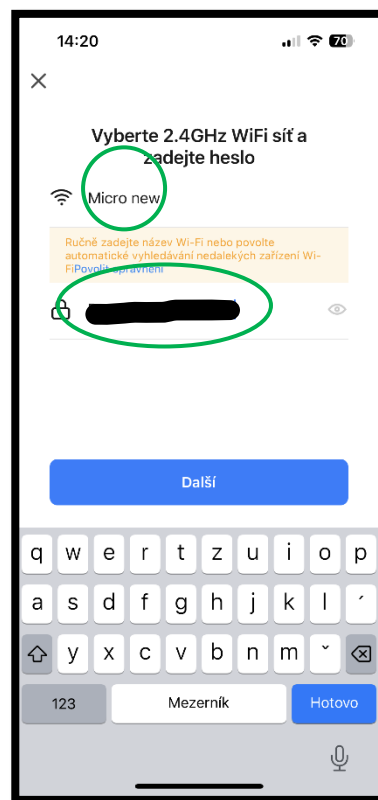 14:20
70
Vyberte 2.4GHz WiFi síť a
zadejte heslo
Micro new
Ručně zadejte název Wi-Fi nebo povolte
automatické vyhledávání nedalekých zařízení Wi-
FiPovolit oprávnění
Další
q w e r t z u i o p
a s d f g h j k l ´
y x c v b n m ˇ
123 Mezerník Hotovo